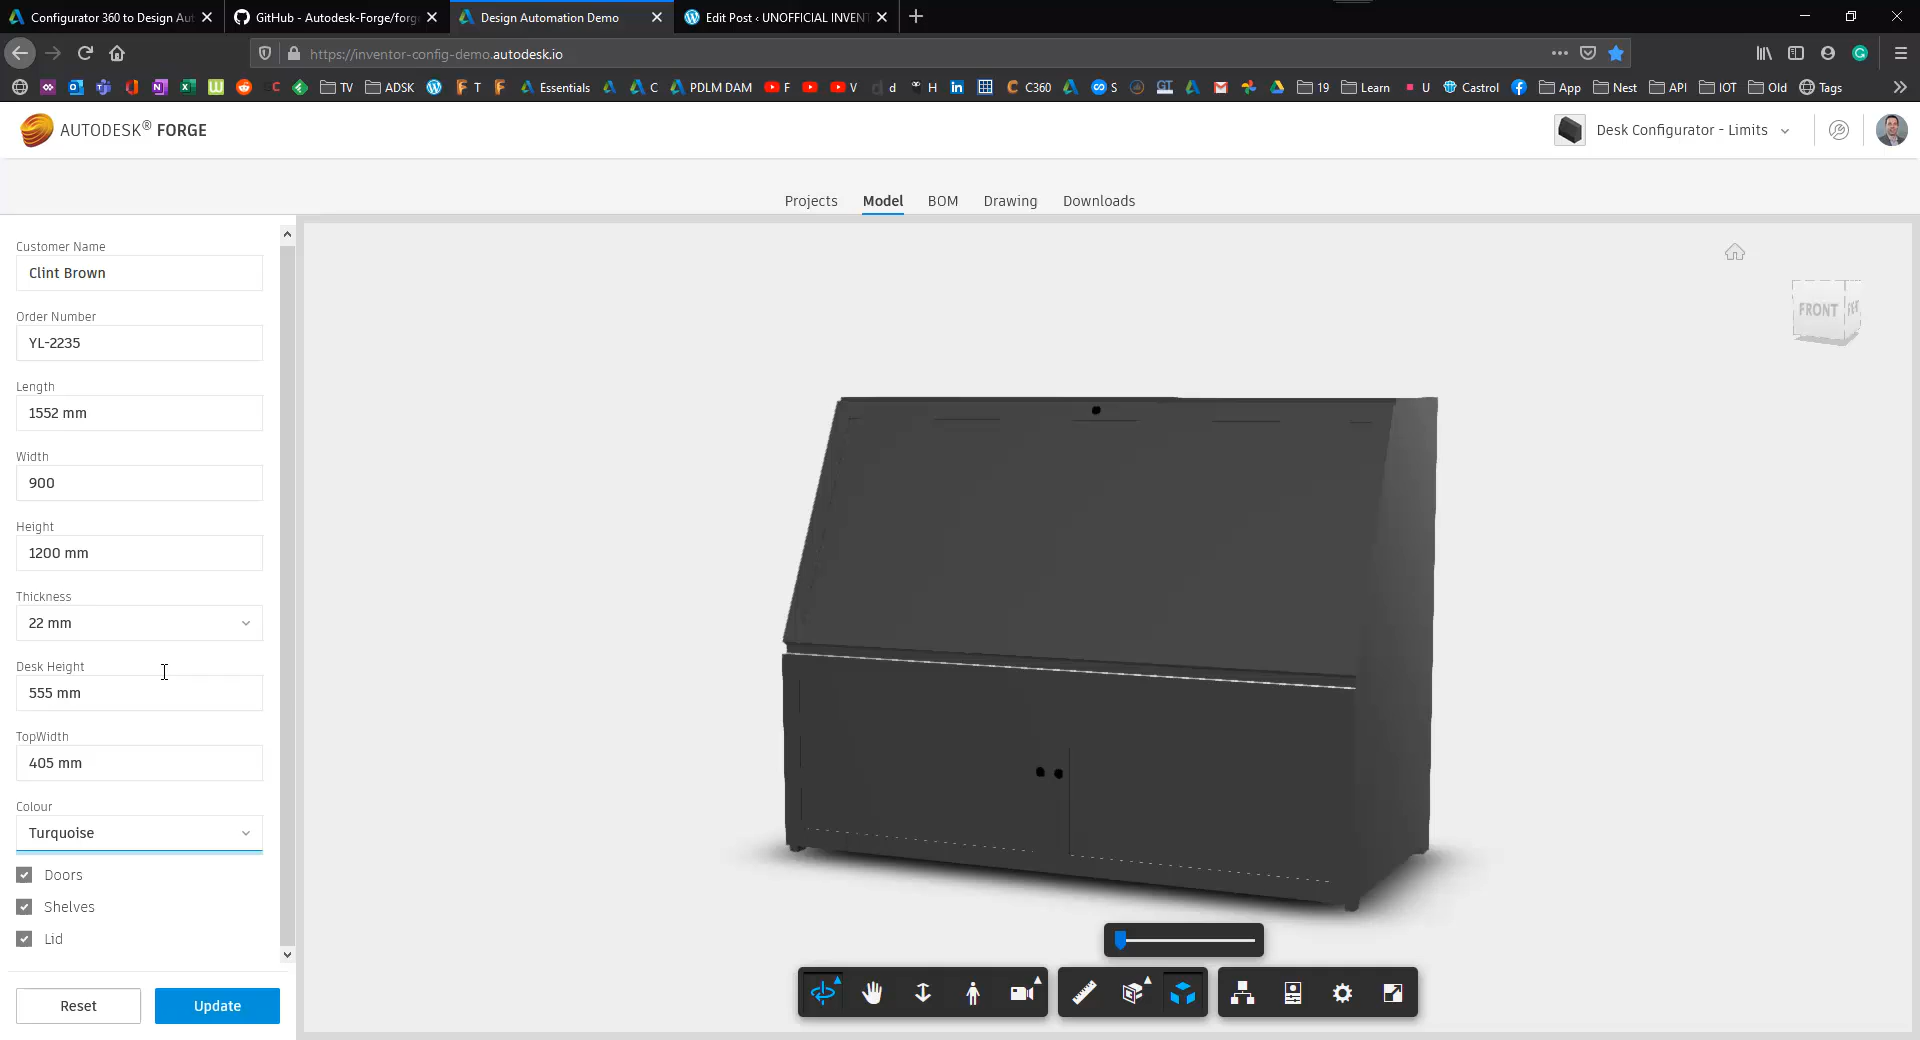 Configurator 360 to Design Aut
GitHub - Autodesk-Forge/forge
Design Automation Demo
Edit Post ‹ UNOFFICIAL INVEN
https://inventor-config-demo.autodesk.io
TV
ADSK
T
Essentials
C
PDLM DAM
F
V
d
H
C360
S
19
Learn
U
Castrol
App
Nest
API
IOT
Old
Tags
AUTODESK® FORGE
Desk Configurator - Limits
Projects
Model
BOM
Drawing
Downloads
Customer Name
Clint Brown
Order Number
YL-2235
Length
1552 mm
Width
900
Height
1200 mm
Thickness
22 mm
Desk Height
555 mm
TopWidth
405 mm
Colour
Turquoise
Doors
Shelves
Lid
Reset
Update
FRONT